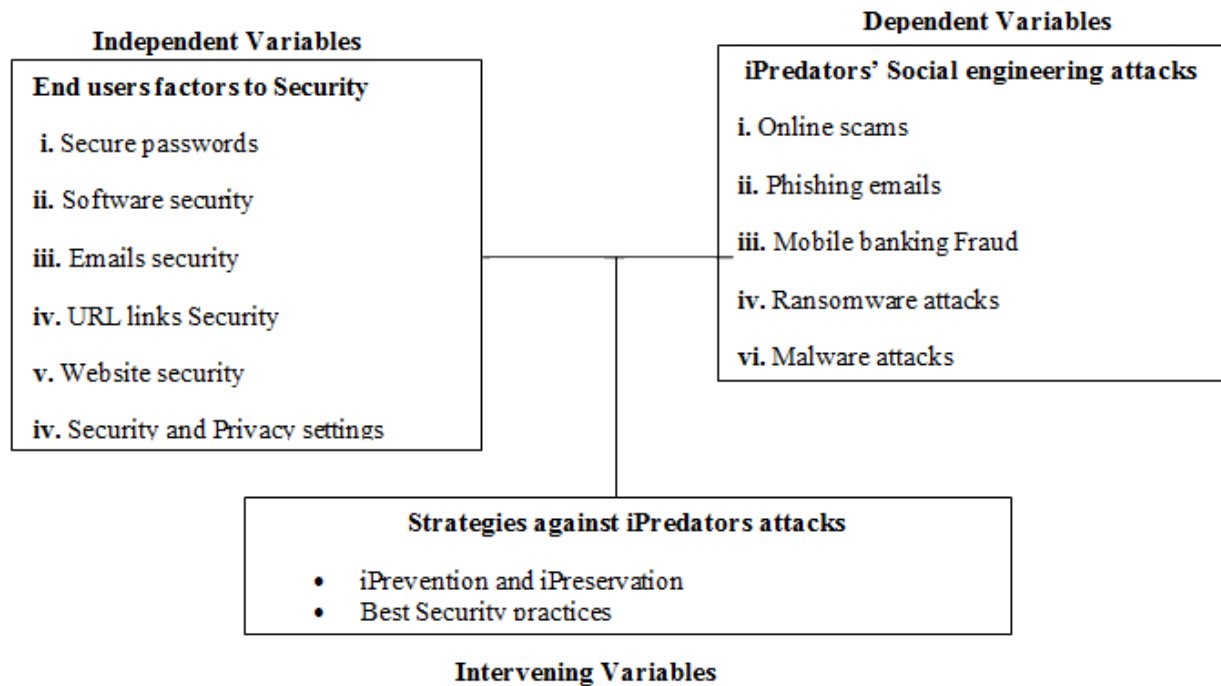 Independent Variables
End users factors to Security
i. Secure passwords
ii. Software security
iii. Emails security
iv. URL links Security
v. Website security
iv. Security and Privacy settings
Dependent Variables
iPredators’ Social engineering attacks
i. Online scams
ii. Phishing emails
iii. Mobile banking Fraud
iv. Ransomware attacks
vi. Malware attacks
Strategies against iPredators attacks
• iPrevention and iPreservation
• Best Security practices
Intervening Variables